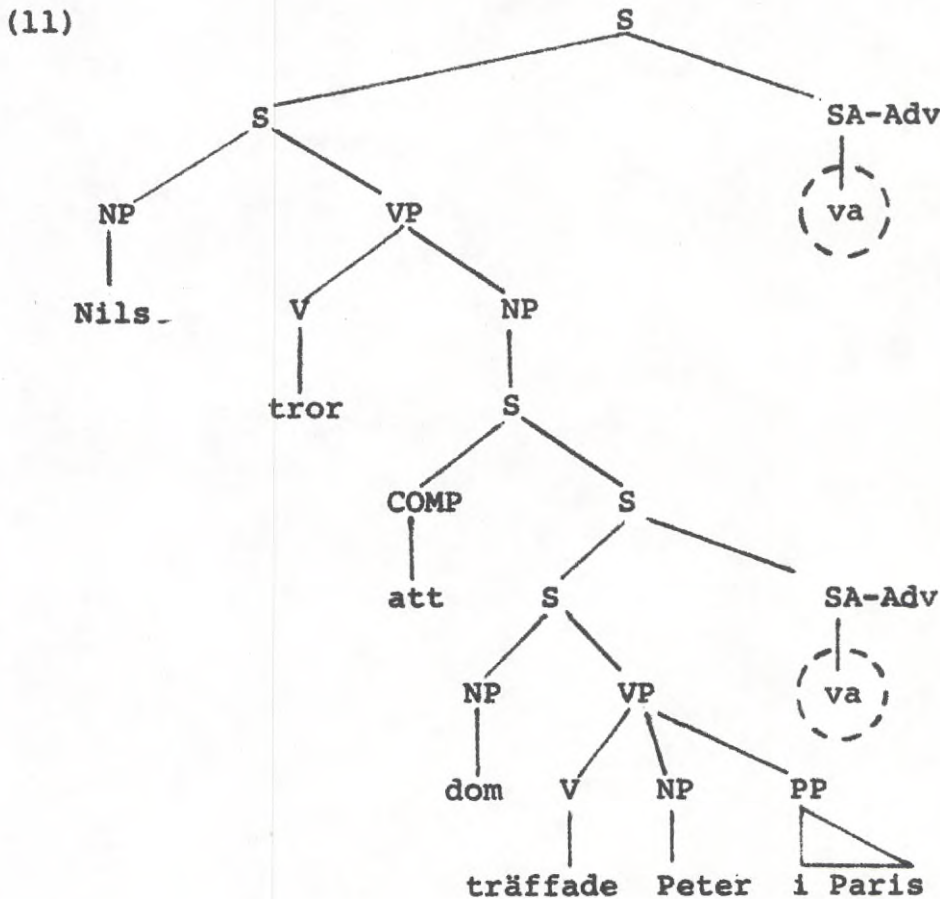 (11)
S
S SA-Adv
NP VP va
Nils V NP
tror S
COMP S
att S SA-Adv
NP VP va
dom V NP PP
träffade Peter i Paris